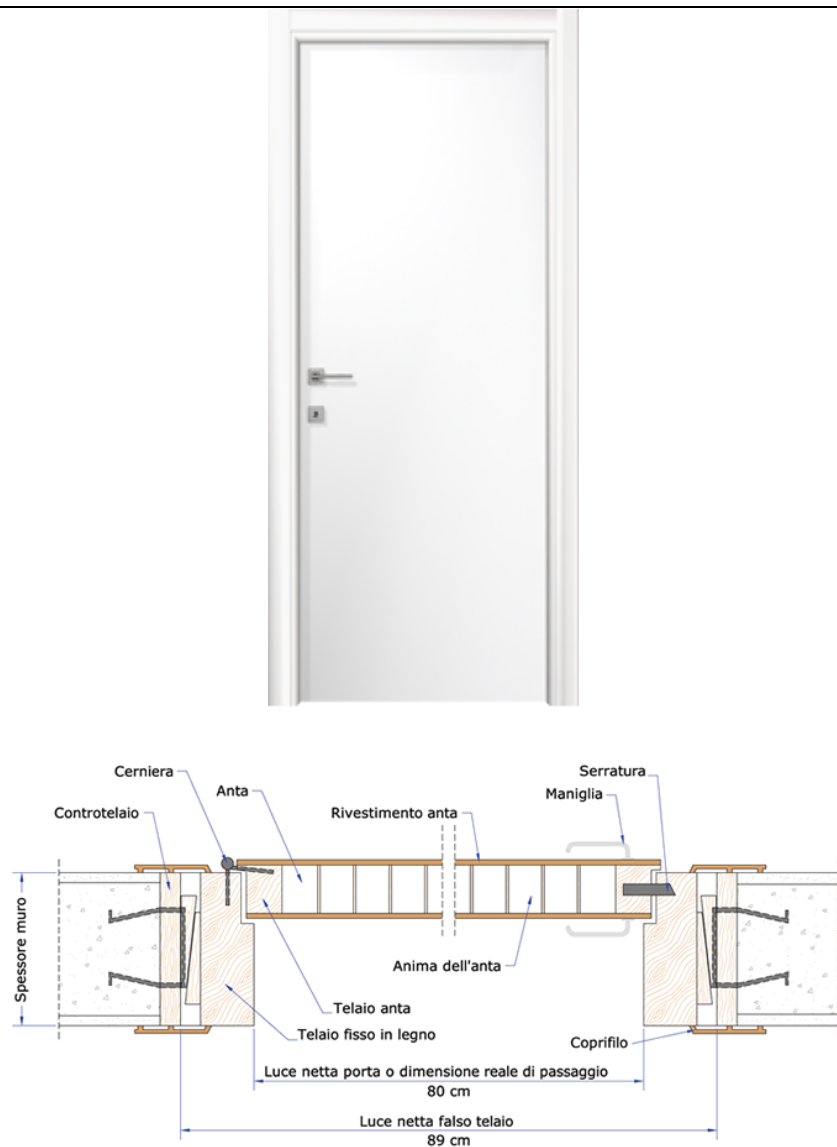 Cerniera
Serratura
Anta
Maniglia
Controtelaio
Rivestimento anta
Spessore muro
Anima dell'anta
Telaio anta
Telaio fisso in legno
Coprifilo
Luce netta porta o dimensione reale di passaggio
80 cm
Luce netta falso telaio
89 cm